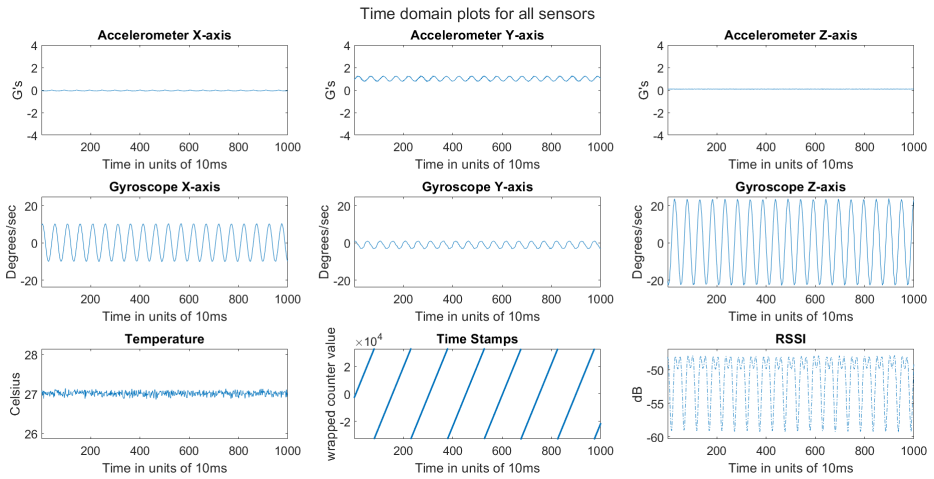 Time domain plots for all sensors
Accelerometer X-axis
4
2
0
-2
-4
G's
200 400 600 800 1000
Time in units of 10ms
Accelerometer Y-axis
4
2
0
-2
-4
G's
200 400 600 800 1000
Time in units of 10ms
Accelerometer Z-axis
4
2
0
-2
-4
G's
200 400 600 800 1000
Time in units of 10ms
Gyroscope X-axis
20
0
-20
Degrees/sec
200 400 600 800 1000
Time in units of 10ms
Gyroscope Y-axis
20
0
-20
Degrees/sec
200 400 600 800 1000
Time in units of 10ms
Gyroscope Z-axis
20
0
-20
Degrees/sec
200 400 600 800 1000
Time in units of 10ms
Temperature
28
27
26
Celsius
200 400 600 800 1000
Time in units of 10ms
Time Stamps
×10⁴
2
0
-2
wrapped counter value
200 400 600 800 1000
Time in units of 10ms
RSSI
-50
-55
-60
dB
200 400 600 800 1000
Time in units of 10ms